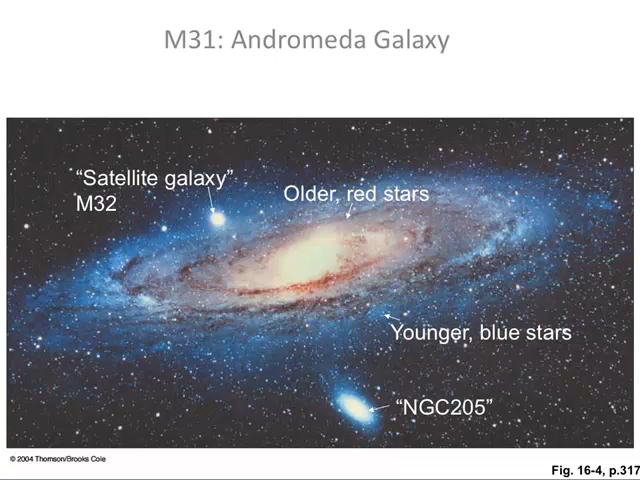 M31: Andromeda Galaxy
“Satellite galaxy”
M32
Older, red stars
Younger, blue stars
“NGC205”
© 2004 Thomson/Brooks Cole
Fig. 16-4, p.317